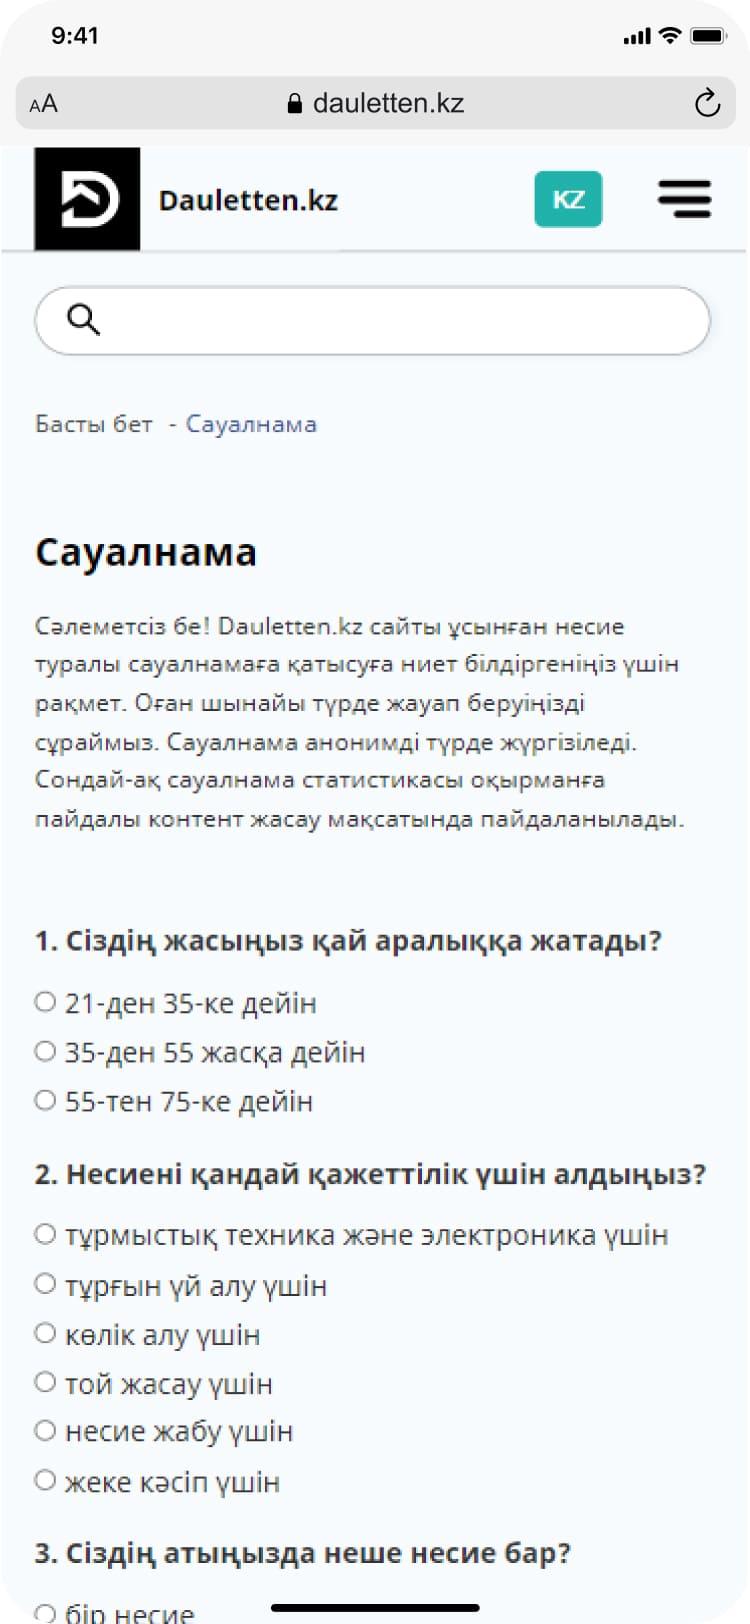 9:41
AA dauletten.kz
Dauletten.kz KZ
Басты бет - Сауалнама
Сауалнама
Сәлеметсіз бе! Dauletten.kz сайты ұсынған несие
туралы сауалнамаға қатысуға ниет білдіргеніңіз үшін
рақмет. Оған шынайы түрде жауап беруіңізді
сұраймыз. Сауалнама анонимді түрде жүргізіледі.
Сондай-ақ сауалнама статистикасы оқырманға
пайдалы контент жасау мақсатында пайдаланылады.
1. Сіздің жасыңыз қай аралыққа жатады?
21-ден 35-ке дейін
35-ден 55 жасқа дейін
55-тен 75-ке дейін
2. Несиені қандай қажеттілік үшін алдыңыз?
тұрмыстық техника және электроника үшін
тұрғын үй алу үшін
көлік алу үшін
той жасау үшін
несие жабу үшін
жеке кәсіп үшін
3. Сіздің атыңызда неше несие бар?
бір несие